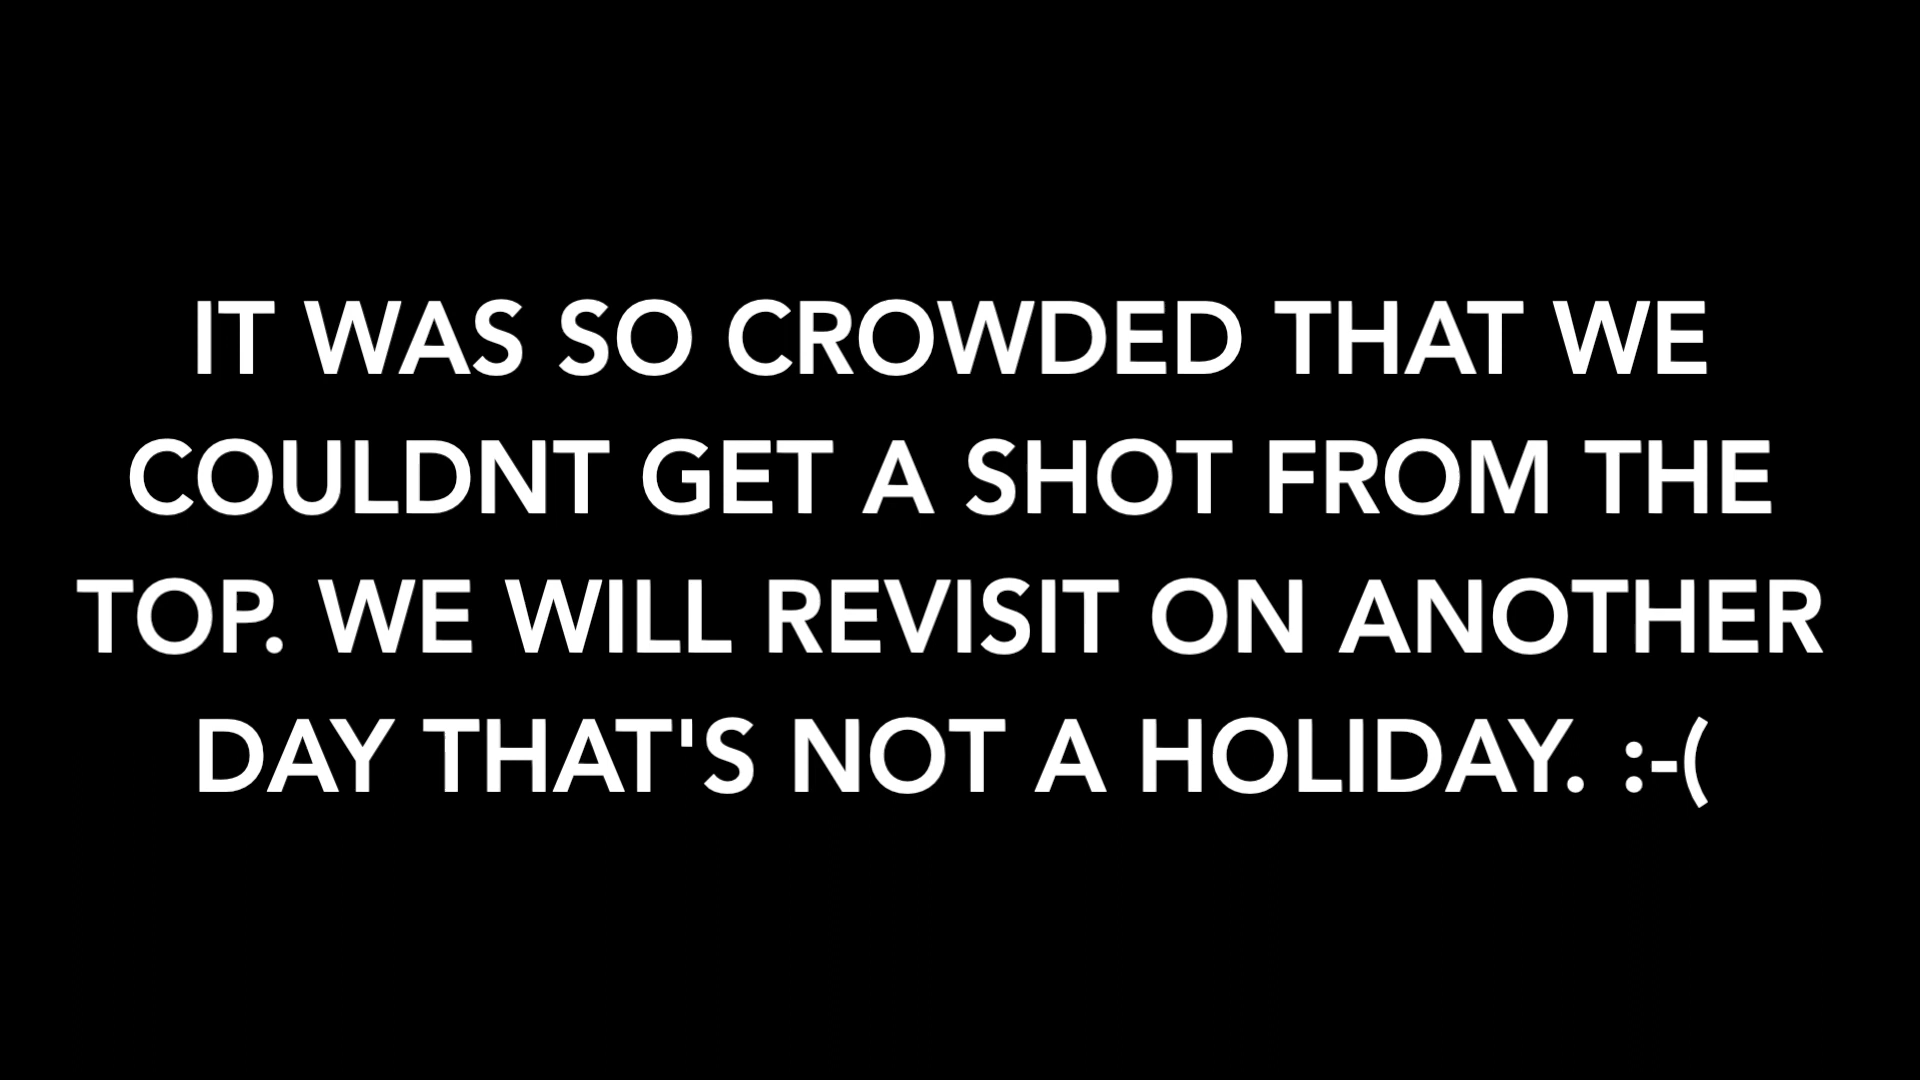 IT WAS SO CROWDED THAT WE
COULDNT GET A SHOT FROM THE
TOP. WE WILL REVISIT ON ANOTHER
DAY THAT'S NOT A HOLIDAY. :-(